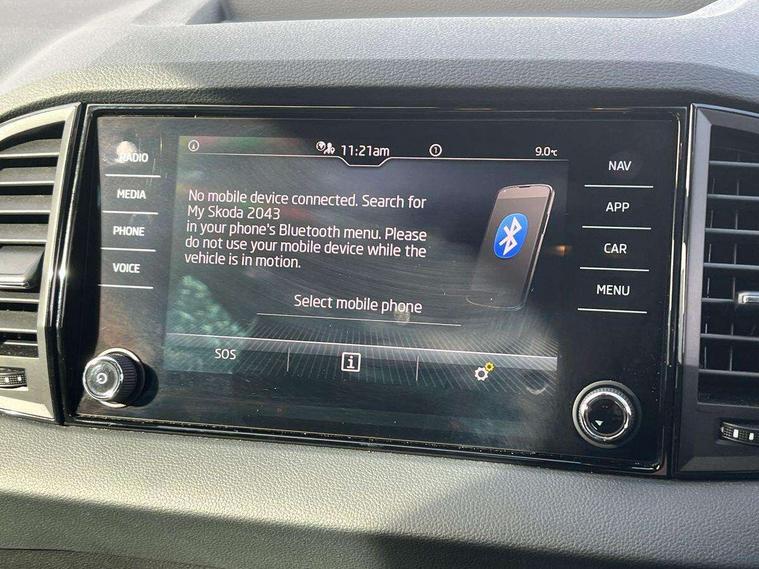 RADIO
MEDIA
PHONE
VOICE
11:21am
1
9.0°C
No mobile device connected. Search for
My Skoda 2043
in your phone's Bluetooth menu. Please
do not use your mobile device while the
vehicle is in motion.
Select mobile phone
SOS
i
NAV
APP
CAR
MENU